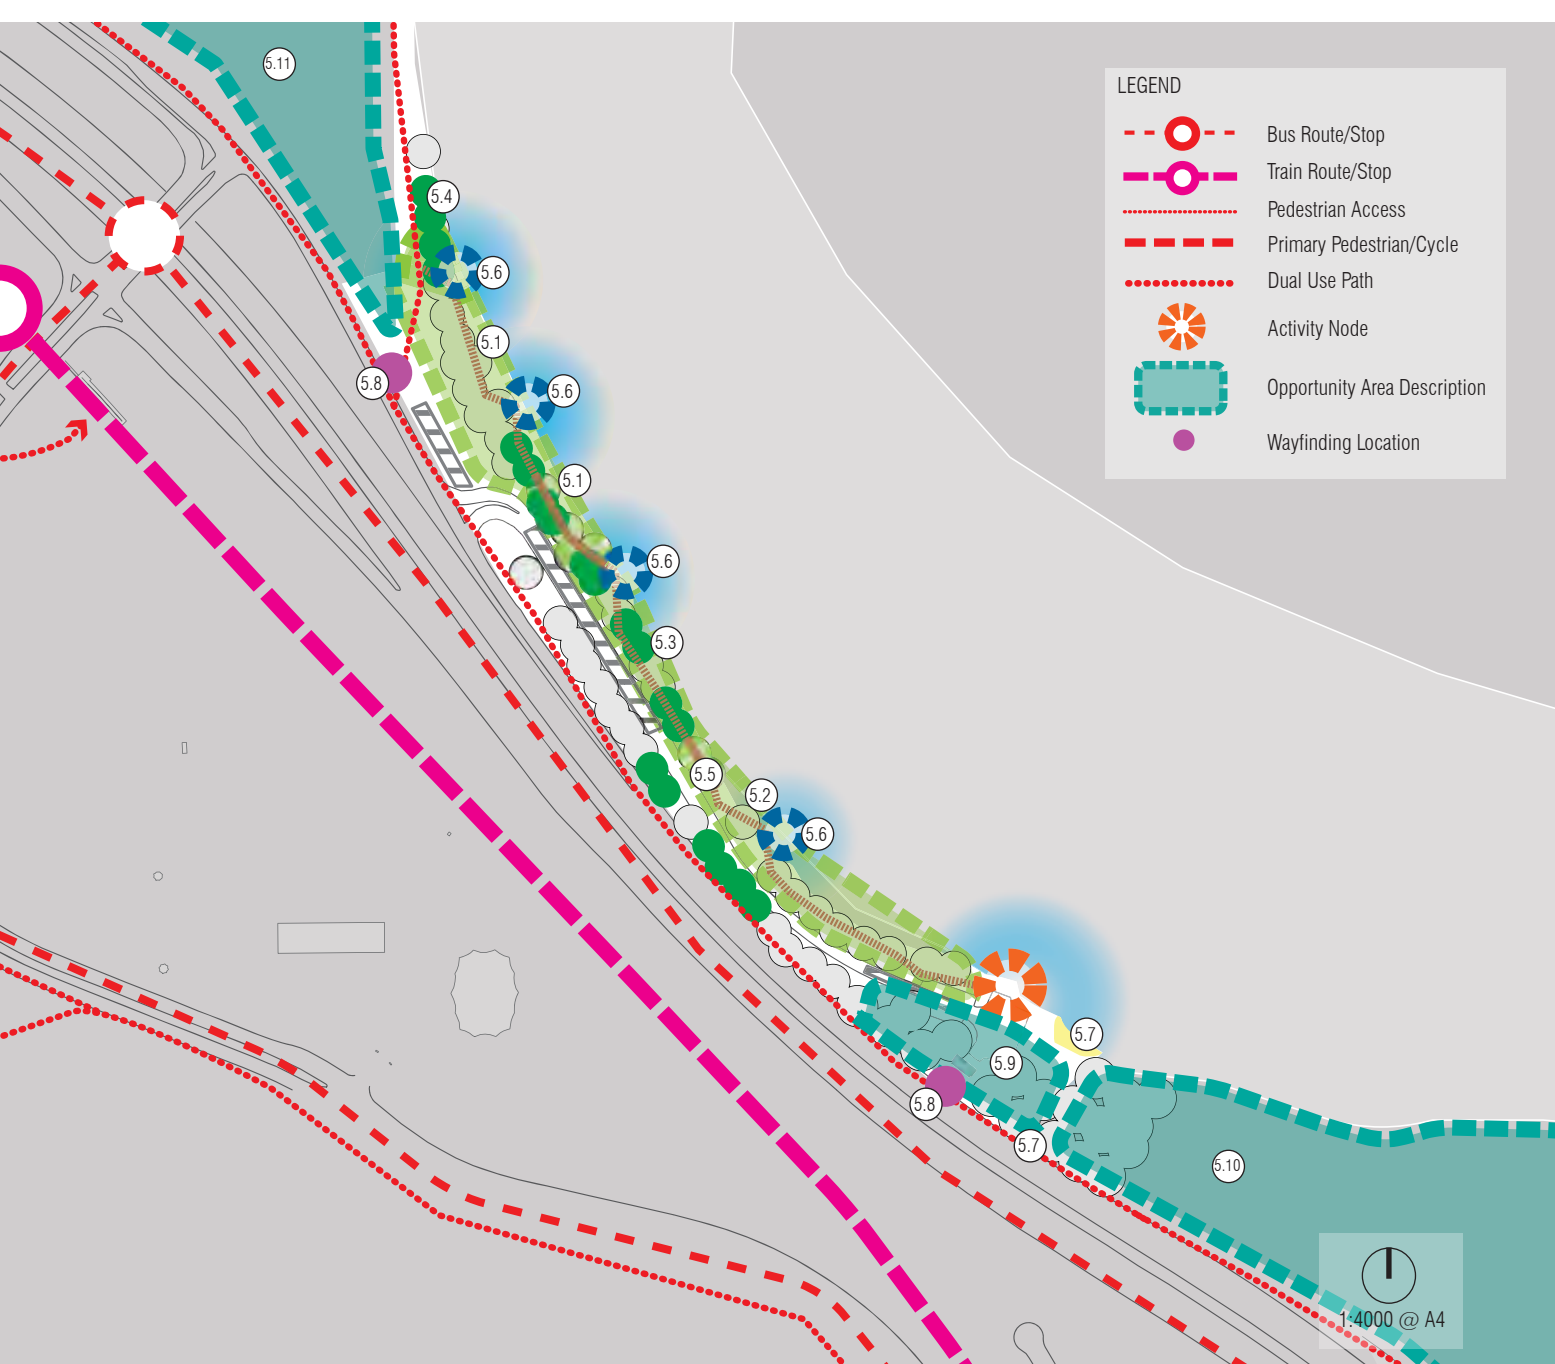 5.11
LEGEND
Bus Route/Stop
Train Route/Stop
Pedestrian Access
Primary Pedestrian/Cycle
Dual Use Path
Activity Node
Opportunity Area Description
Wayfinding Location
5.4
5.6
5.1
5.8
5.6
5.1
5.6
5.3
5.5
5.2
5.6
5.7
5.9
5.8
5.7
5.10
1:4000 @ A4